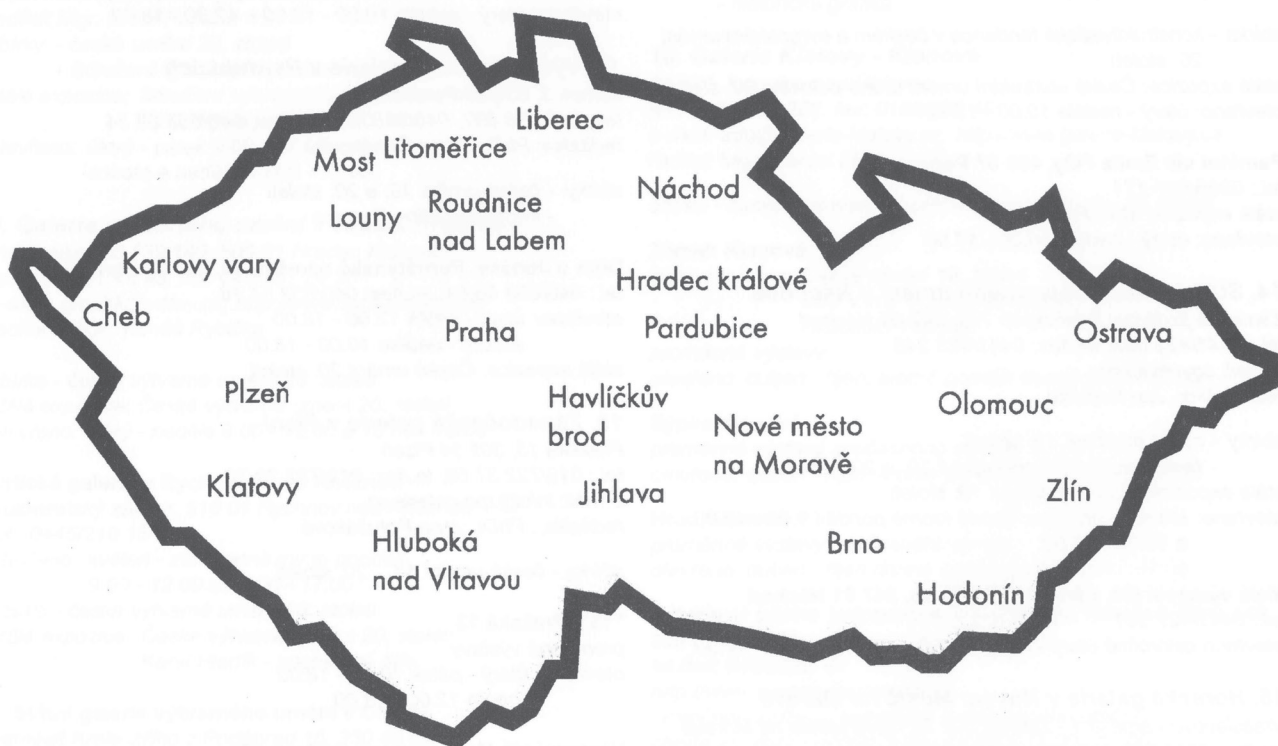 Liberec
Most
Litoměřice
Náchod
Louny
Roudnice
nad Labem
Karlovy vary
Hradec králové
Cheb
Praha
Pardubice
Ostrava
Plzeň
Havlíčkův
brod
Olomouc
Nové město
na Moravě
Klatovy
Jihlava
Zlín
Hluboká
nad Vltavou
Brno
Hodonín